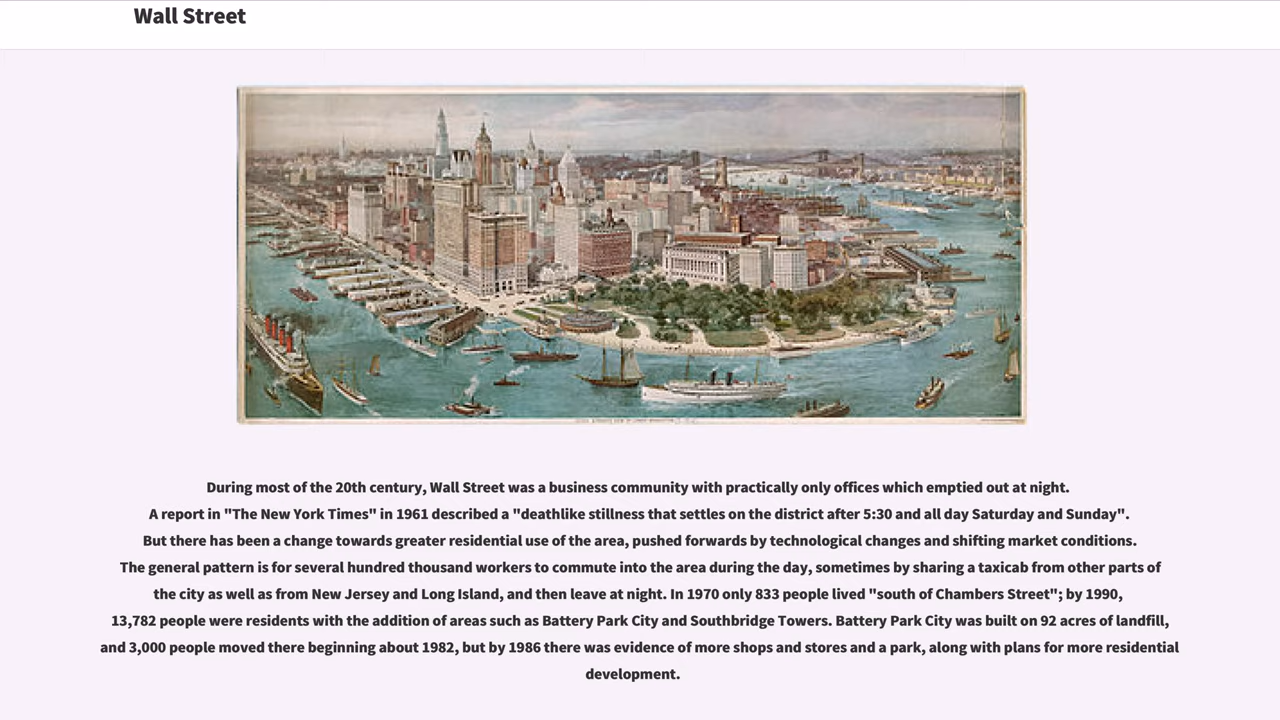 Wall Street
During most of the 20th century, Wall Street was a business community with practically only offices which emptied out at night.
A report in "The New York Times" in 1961 described a "deathlike stillness that settles on the district after 5:30 and all day Saturday and Sunday".
But there has been a change towards greater residential use of the area, pushed forwards by technological changes and shifting market conditions.
The general pattern is for several hundred thousand workers to commute into the area during the day, sometimes by sharing a taxicab from other parts of
the city as well as from New Jersey and Long Island, and then leave at night. In 1970 only 833 people lived "south of Chambers Street"; by 1990,
13,782 people were residents with the addition of areas such as Battery Park City and Southbridge Towers. Battery Park City was built on 92 acres of landfill,
and 3,000 people moved there beginning about 1982, but by 1986 there was evidence of more shops and stores and a park, along with plans for more residential
development.